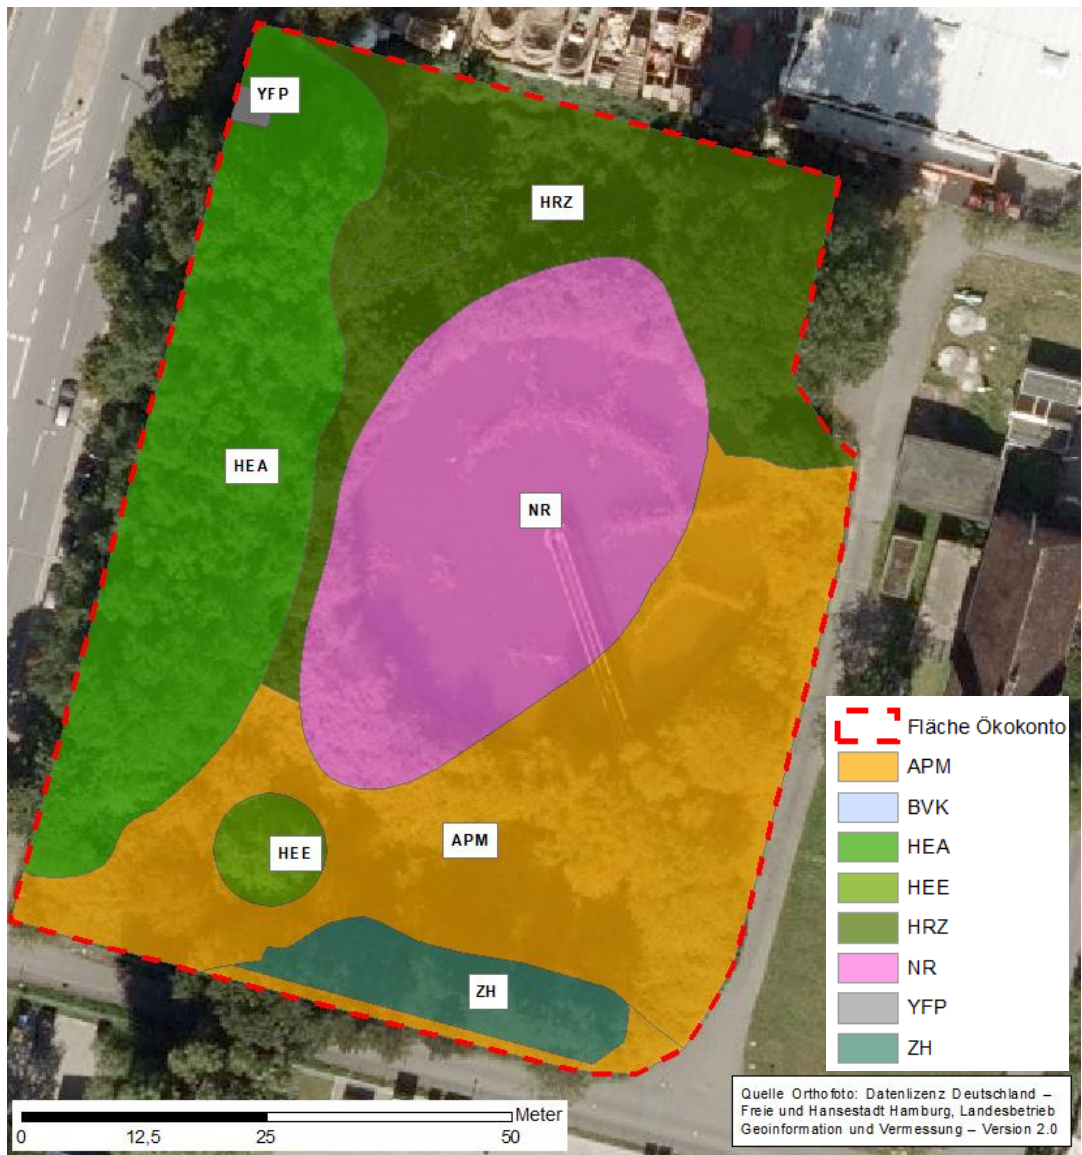 YFP
HRZ
HEA
NR
APM
HEE
ZH
Fläche Ökokonto
APM
BVK
HEA
HEE
HRZ
NR
YFP
ZH
Quelle Orthofoto: Datenlizenz Deutschland –
Freie und Hansestadt Hamburg, Landesbetrieb
Geoinformation und Vermessung – Version 2.0
Meter
0 12,5 25 50